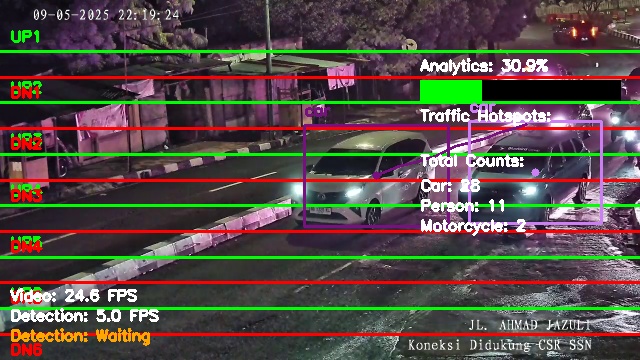 09-05-2025 22:19:24
UP1
Analytics: 30.9%
DN1
Traffic Hotspots:
car
car
DN2
Total Counts:
Car: 28
DN3
Person: 11
Motorcycle: 2
DN4
Video: 24.6 FPS
Detection: 5.0 FPS
Detection: Waiting
DN6
JL. AHMAD JAZULI
Koneksi Didukung CSR SSN